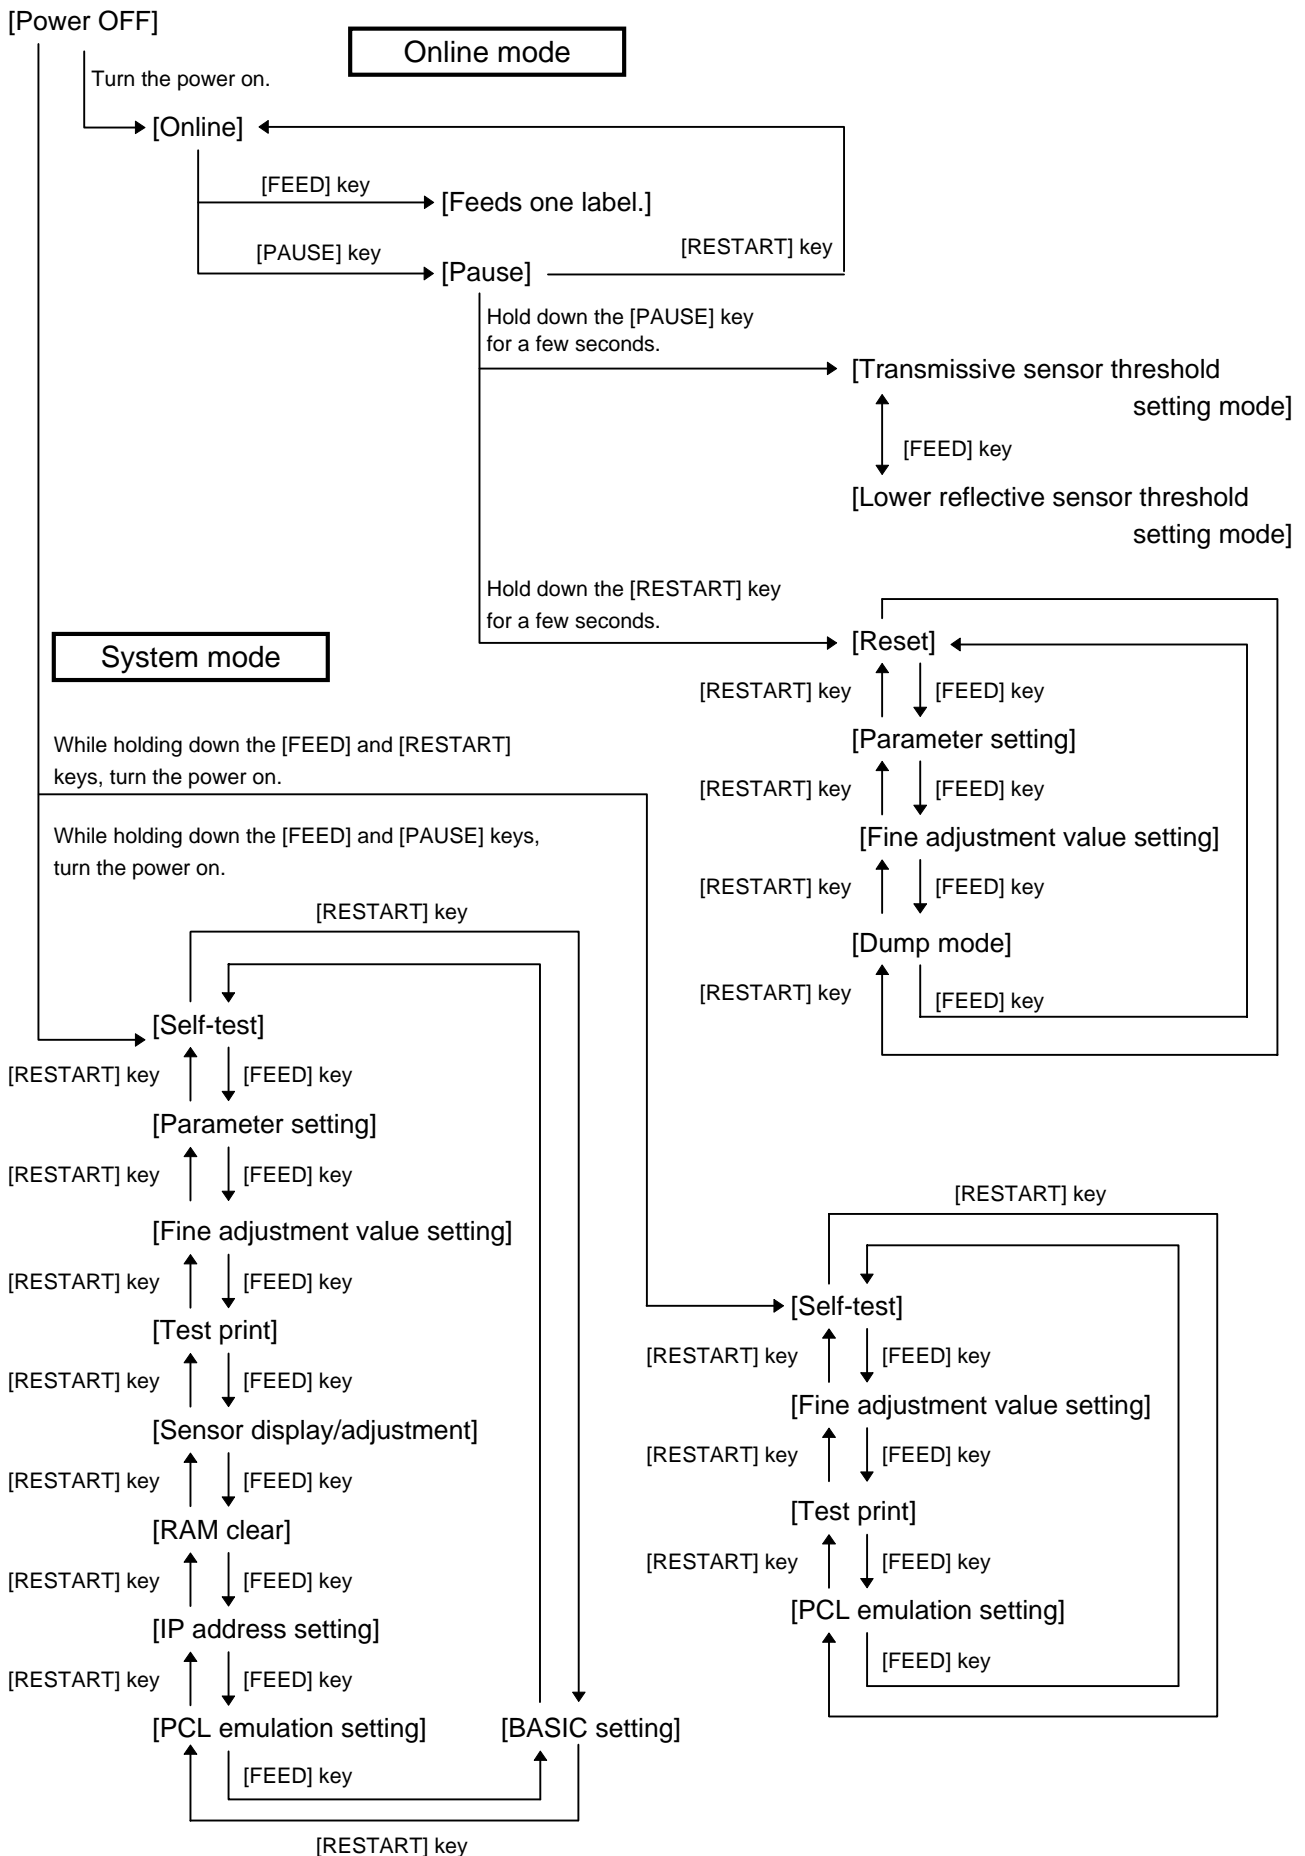 [Power OFF]
Online mode
Turn the power on.
[Online]
[FEED] key
[Feeds one label.]
[PAUSE] key
[Pause]
[RESTART] key
Hold down the [PAUSE] key
for a few seconds.
[Transmissive sensor threshold
setting mode]
[FEED] key
[Lower reflective sensor threshold
setting mode]
Hold down the [RESTART] key
for a few seconds.
[Reset]
[RESTART] key
[FEED] key
[Parameter setting]
[RESTART] key
[FEED] key
[Fine adjustment value setting]
[RESTART] key
[FEED] key
[Dump mode]
[RESTART] key
[FEED] key
System mode
While holding down the [FEED] and [RESTART]
keys, turn the power on.
While holding down the [FEED] and [PAUSE] keys,
turn the power on.
[RESTART] key
[Self-test]
[RESTART] key
[FEED] key
[Parameter setting]
[RESTART] key
[FEED] key
[Fine adjustment value setting]
[RESTART] key
[FEED] key
[Test print]
[RESTART] key
[FEED] key
[Sensor display/adjustment]
[RESTART] key
[FEED] key
[RAM clear]
[RESTART] key
[FEED] key
[IP address setting]
[RESTART] key
[FEED] key
[PCL emulation setting]
[BASIC setting]
[FEED] key
[RESTART] key
[RESTART] key
[Self-test]
[RESTART] key
[FEED] key
[Fine adjustment value setting]
[RESTART] key
[FEED] key
[Test print]
[RESTART] key
[FEED] key
[PCL emulation setting]
[FEED] key